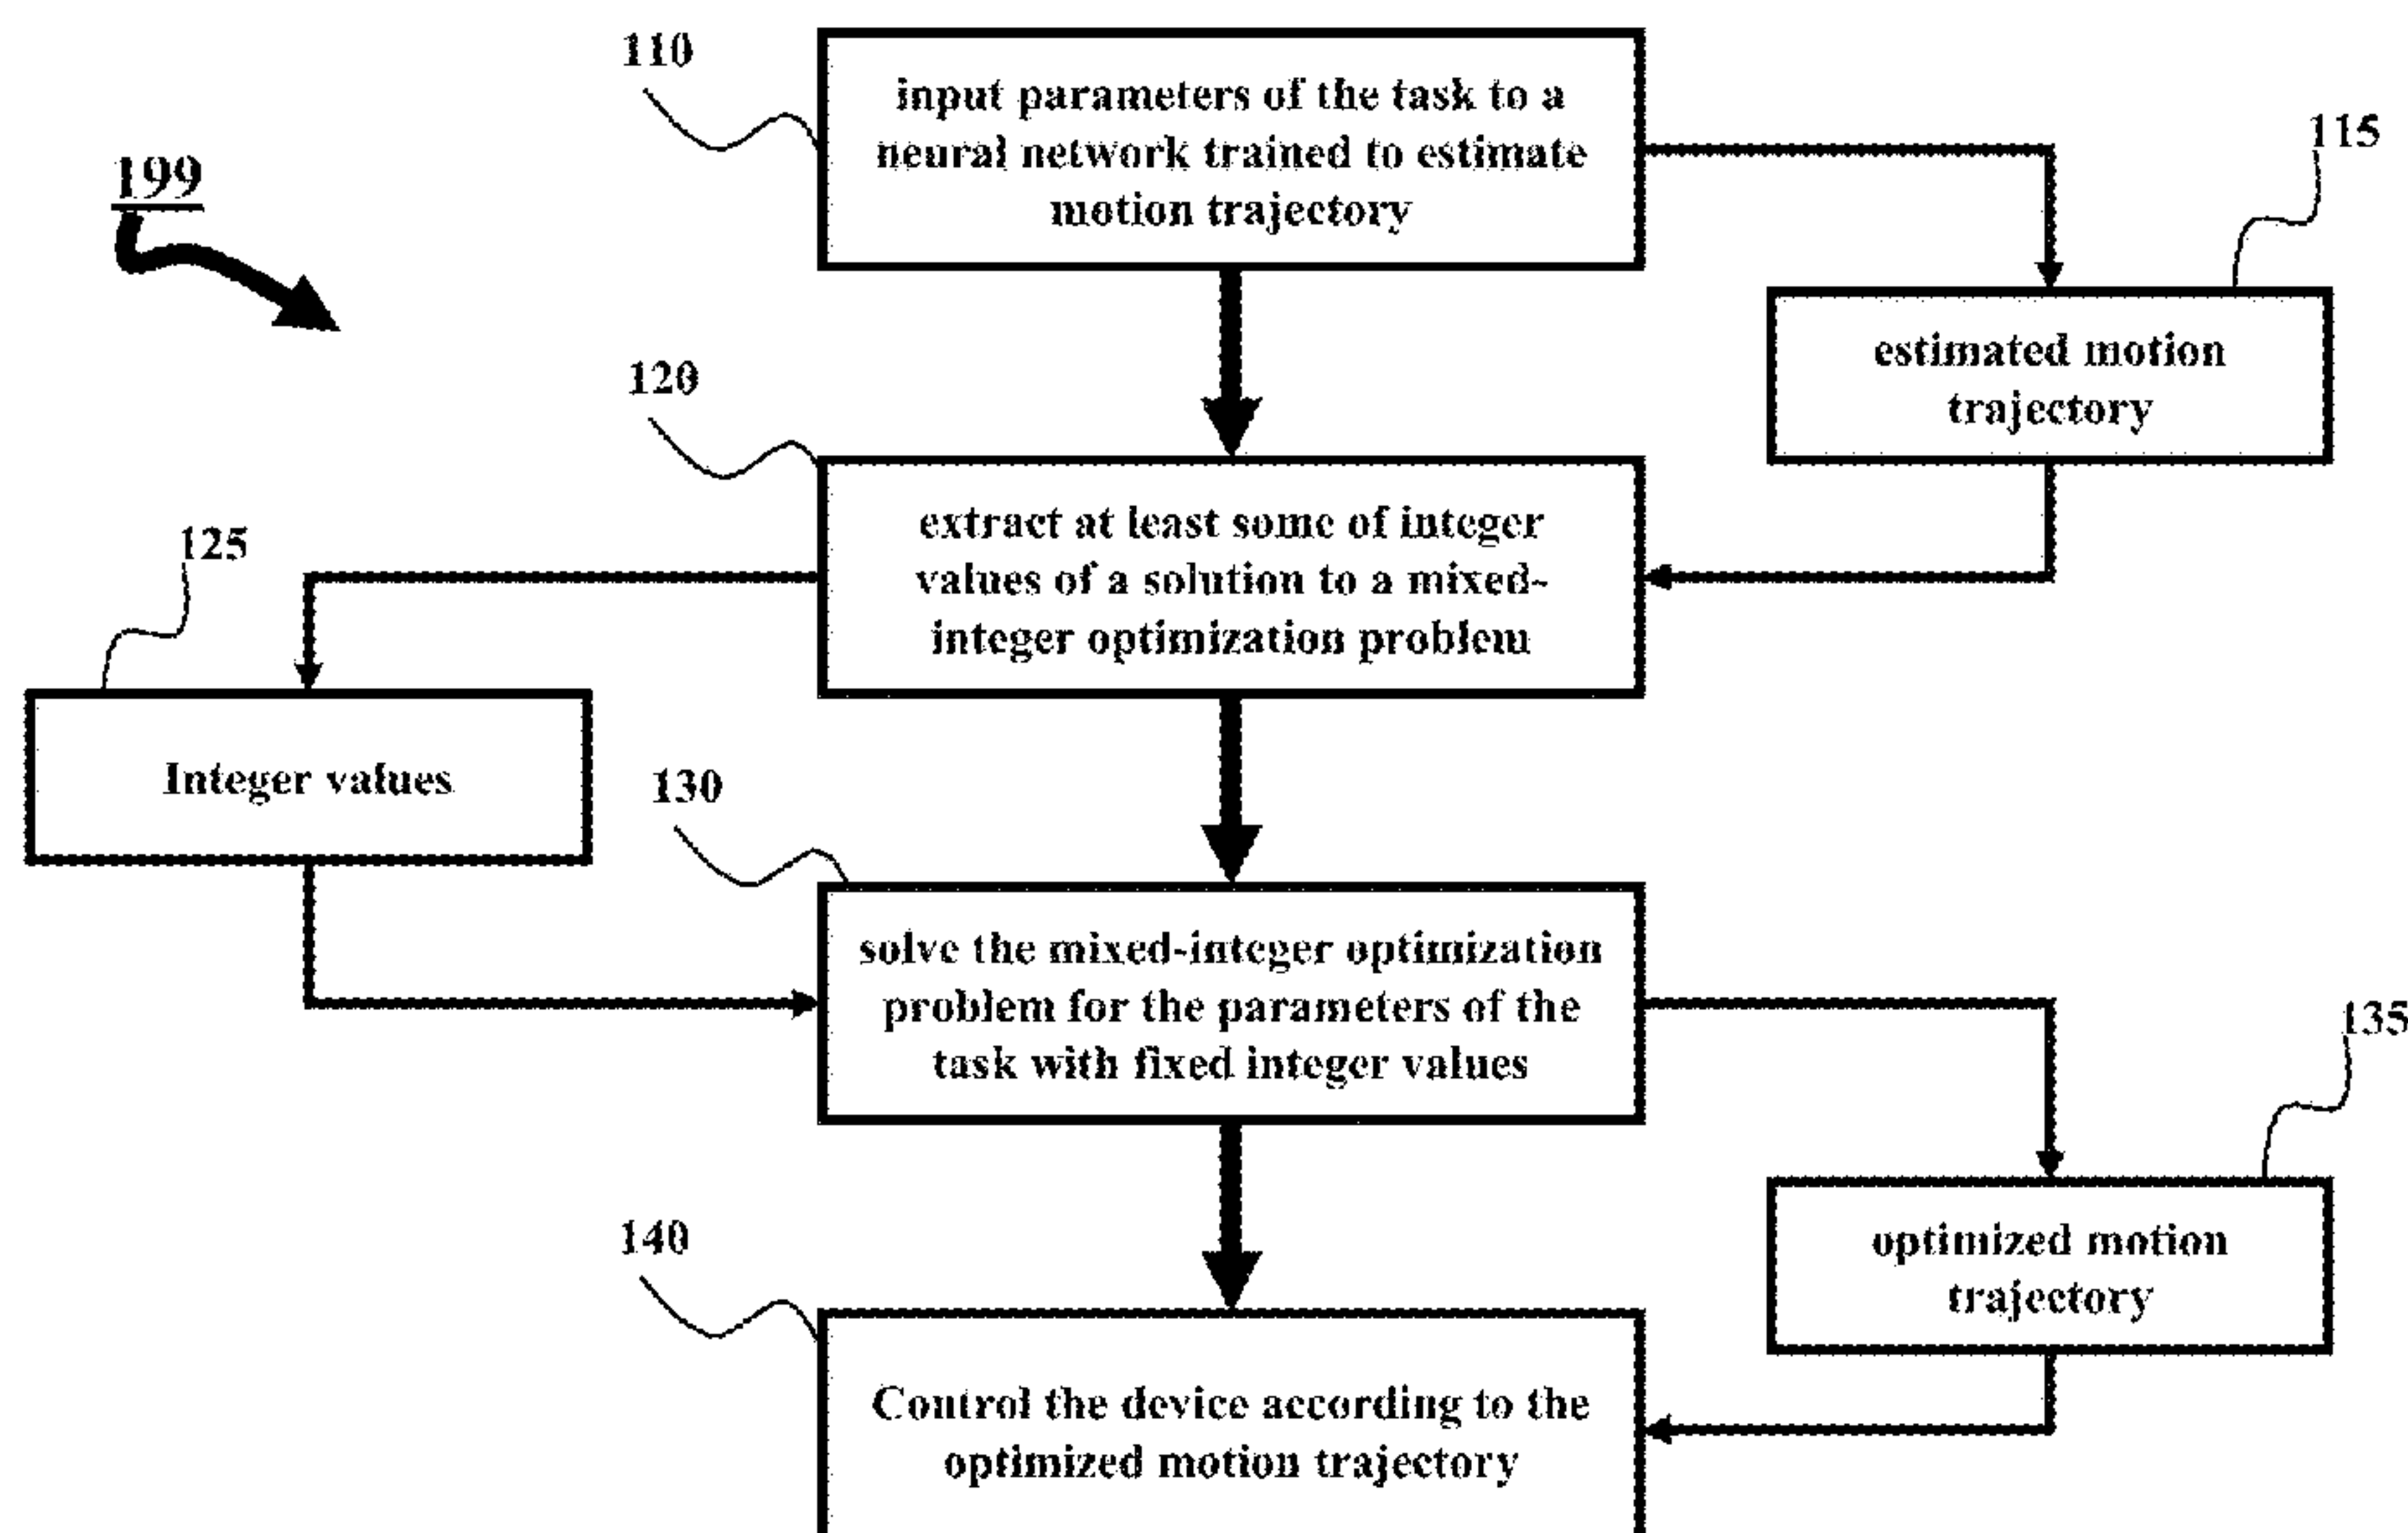 110
input parameters of the task to a
neural network trained to estimate
motion trajectory
115
199
estimated motion
trajectory
120
extract at least some of integer
values of a solution to a mixed-
integer optimization problem
125
Integer values
130
solve the mixed-integer optimization
problem for the parameters of the
task with fixed integer values
135
optimized motion
trajectory
140
Control the device according to the
optimized motion trajectory